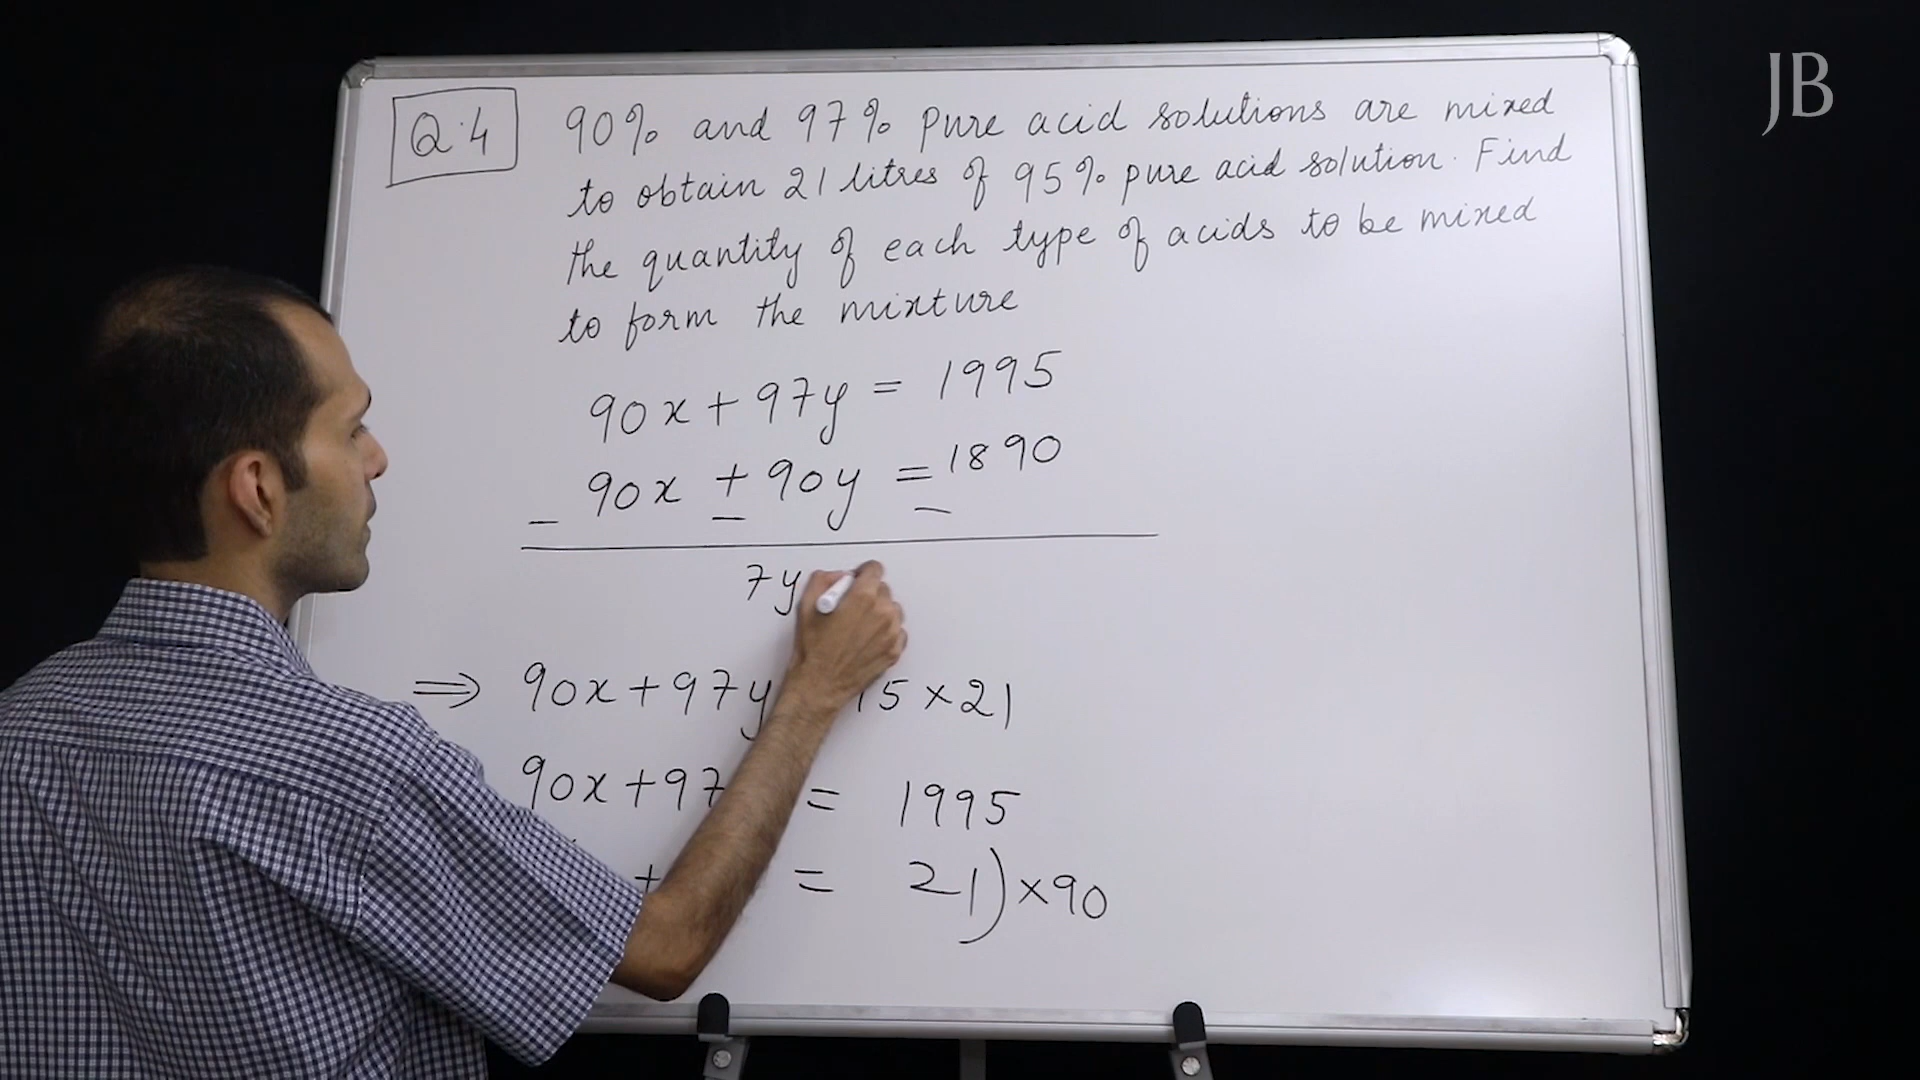 JB
Q.4 90% and 97% pure acid solutions are mixed
to obtain 21 litres of 95% pure acid solution. Find
the quantity of each type of acids to be mixed
to form the mixture
90x + 97y = 1995
90x + 90y = 1890
− − −
7y
⇒ 90x + 97y 5 × 21
90x + 97 = 1995
+ = 21) × 90